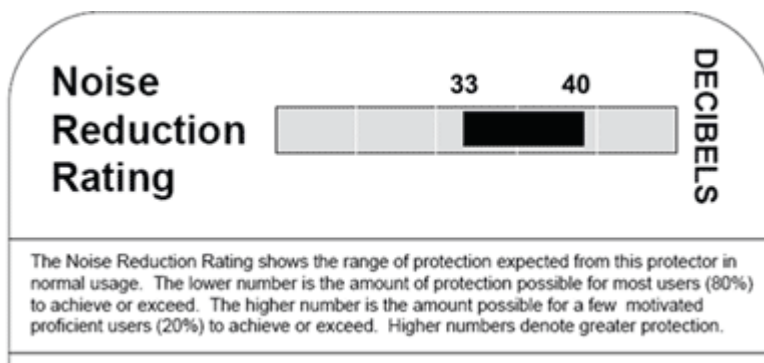 Noise
Reduction
Rating
33 40
DECIBELS
The Noise Reduction Rating shows the range of protection expected from this protector in
normal usage.  The lower number is the amount of protection possible for most users (80%)
to achieve or exceed.  The higher number is the amount possible for a few  motivated
proficient users (20%) to achieve or exceed.  Higher numbers denote greater protection.